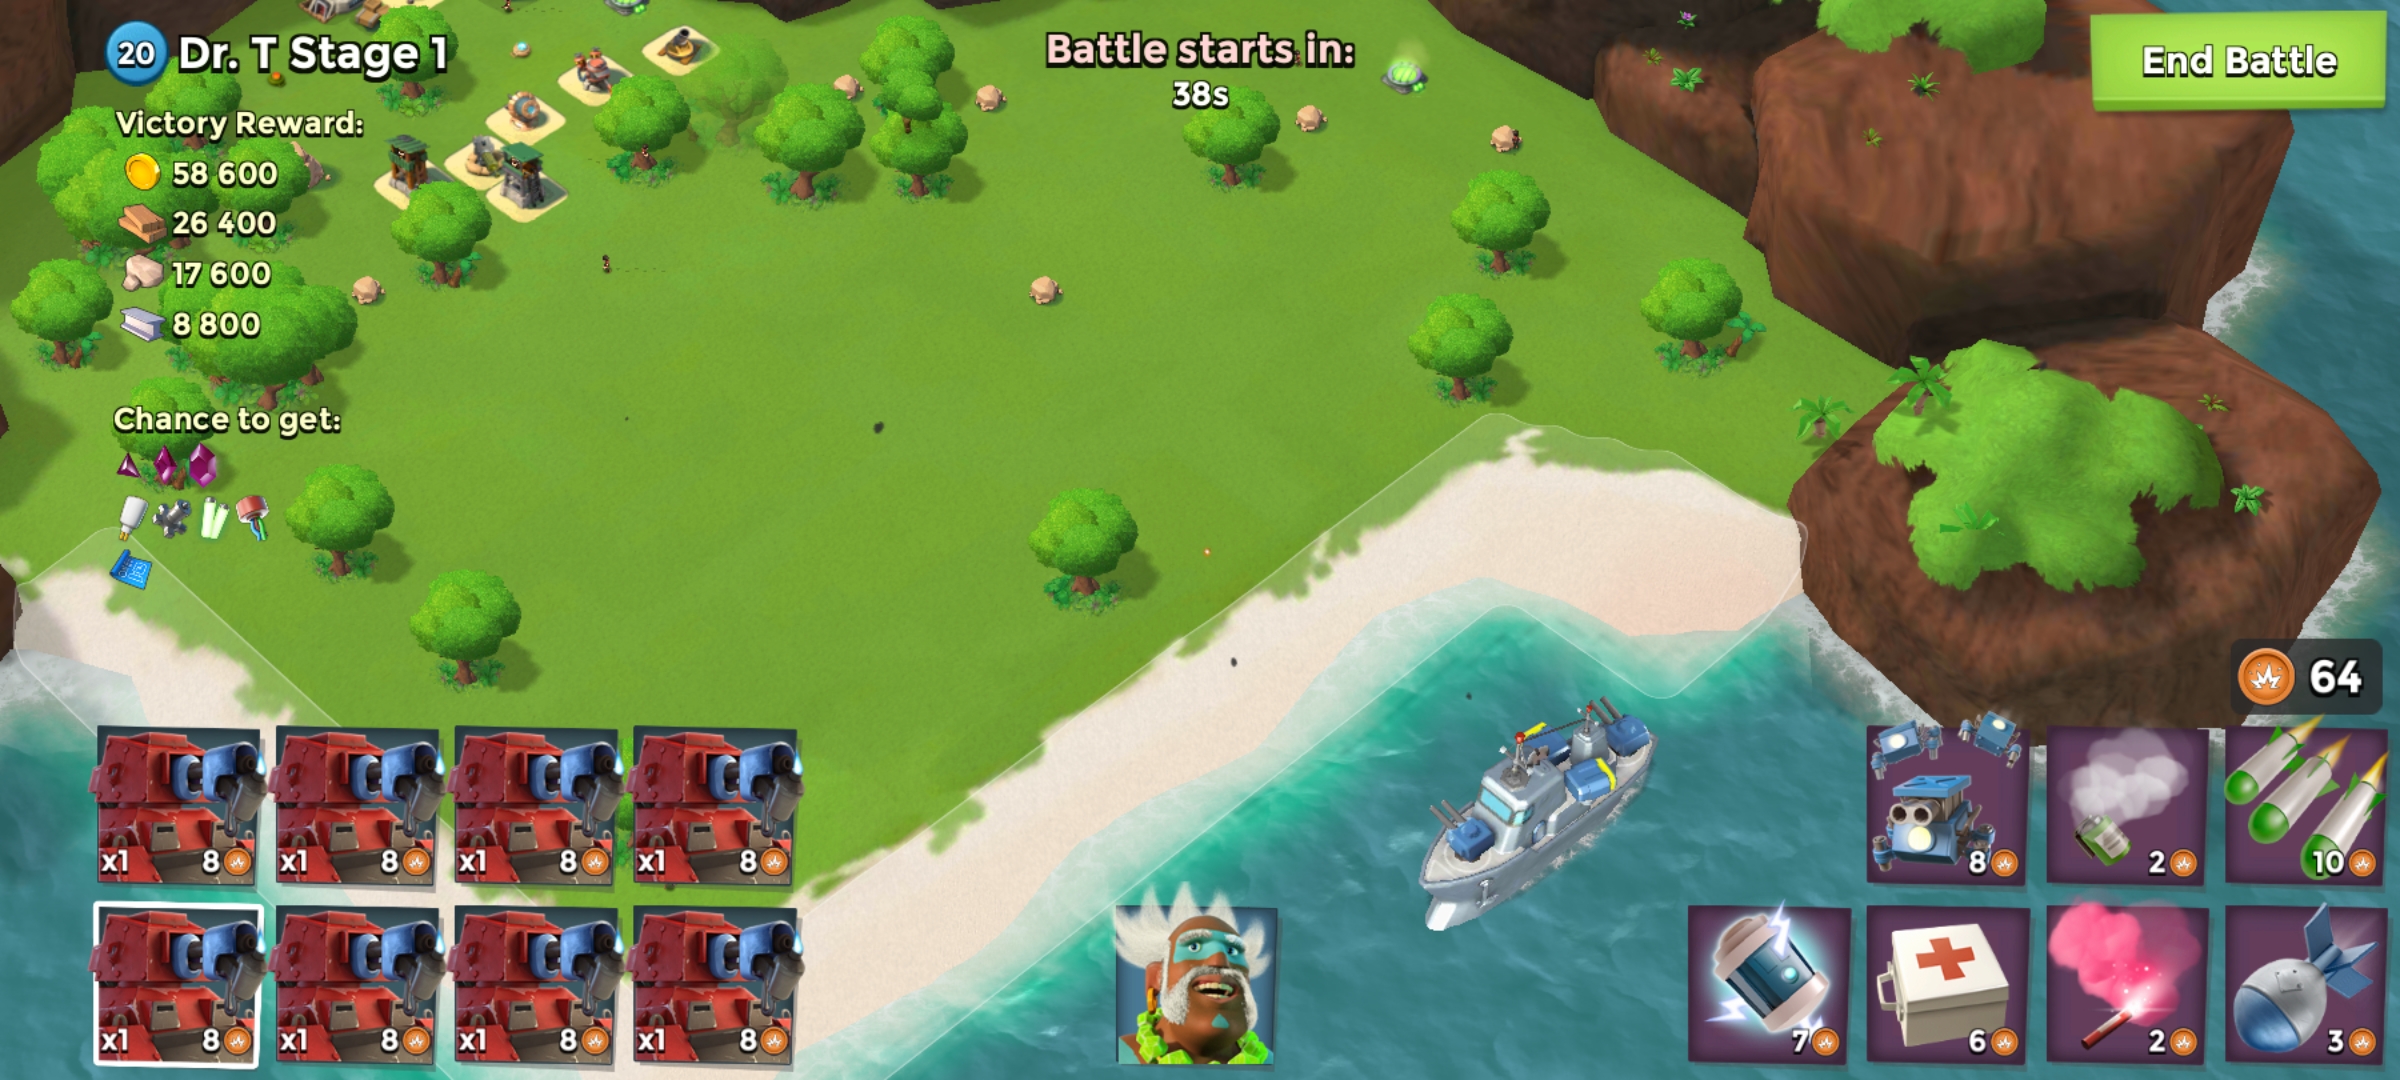 20 Dr. T Stage 1
Battle starts in:
38s
End Battle
Victory Reward:
58 600
26 400
17 600
8 800
Chance to get:
64
x1 8 x1 8 x1 8 x1 8
8 2 10
x1 8 x1 8 x1 8 x1 8
7 6 2 3